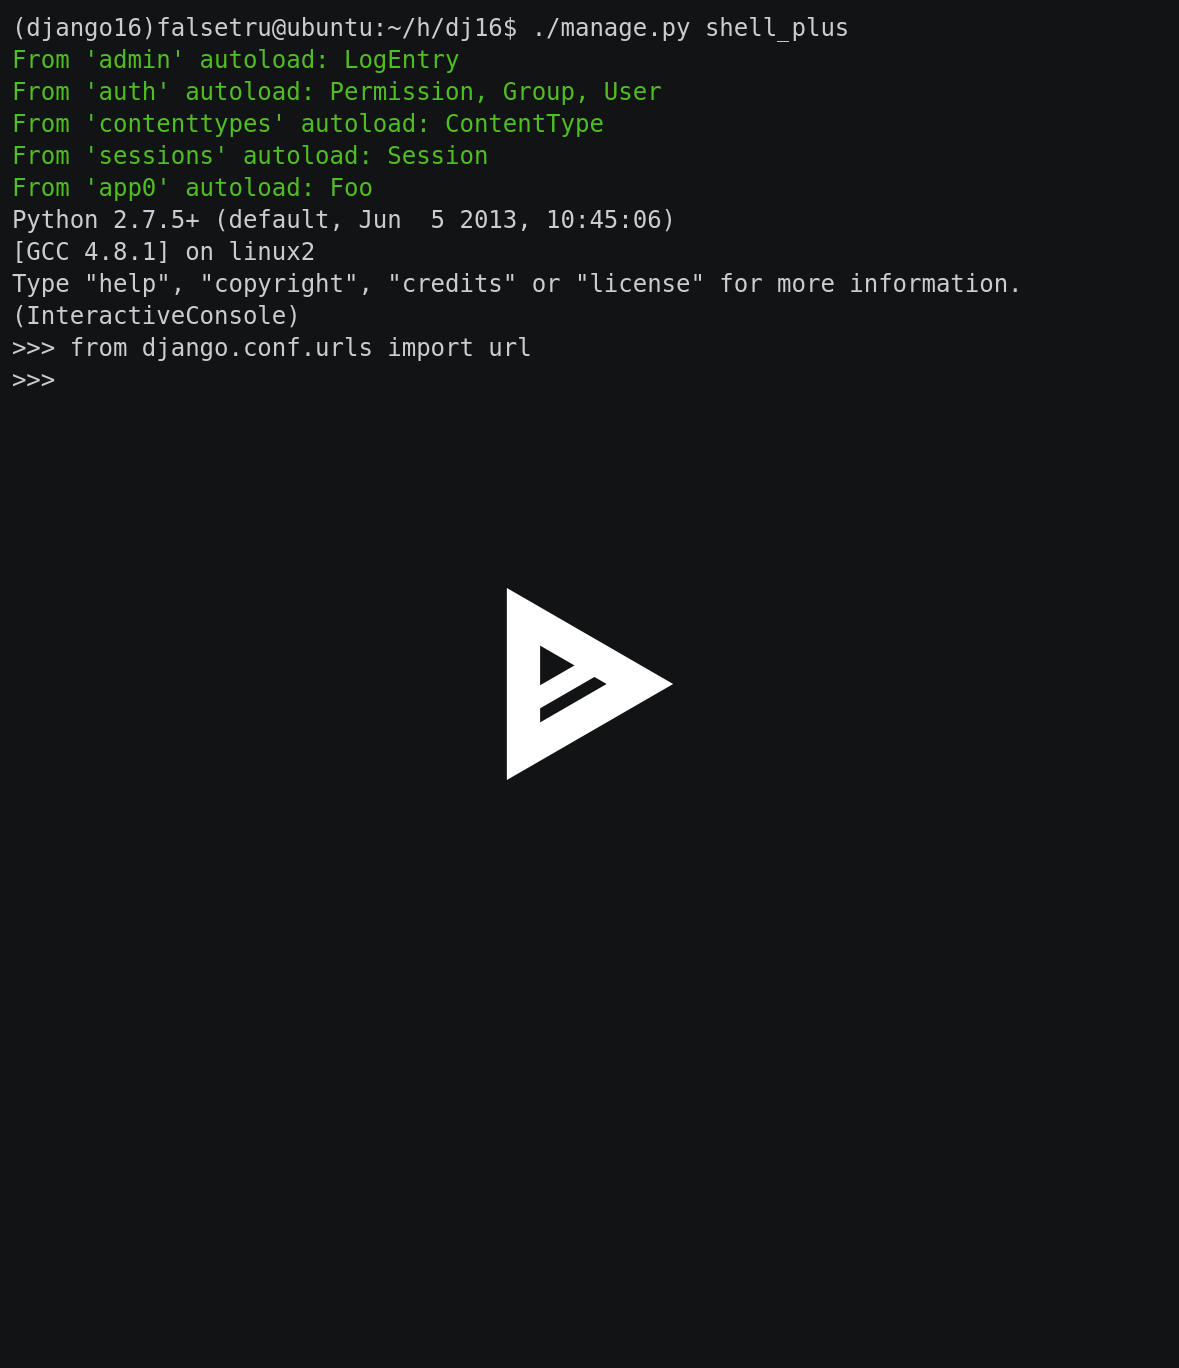 (django16)falsetru@ubuntu:~/h/dj16$ ./manage.py shell_plus
From 'admin' autoload: LogEntry
From 'auth' autoload: Permission, Group, User
From 'contenttypes' autoload: ContentType
From 'sessions' autoload: Session
From 'app0' autoload: Foo
Python 2.7.5+ (default, Jun  5 2013, 10:45:06)
[GCC 4.8.1] on linux2
Type "help", "copyright", "credits" or "license" for more information.
(InteractiveConsole)
>>> from django.conf.urls import url
>>>